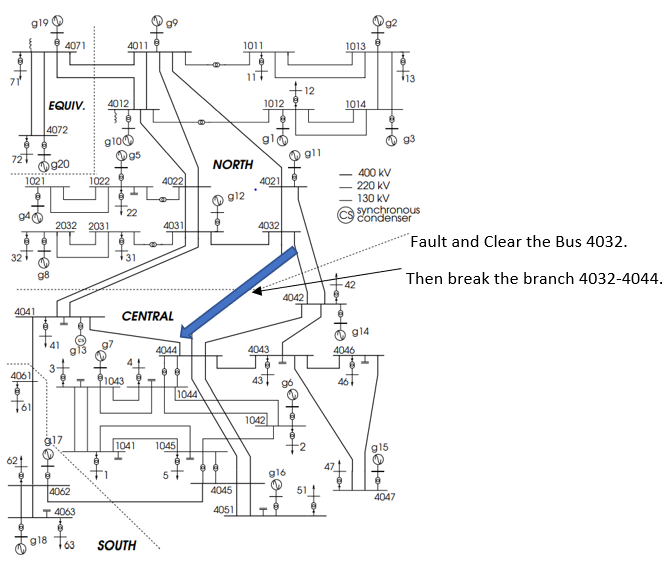 g19 g9 g2
4071 4011 1011 1013
71 11 13
EQUIV.
12
4012 1012 1014
g10 g1 g3
4072
72 g20
g5 NORTH g11
1021 1022 4022 4021
g12
400 kV
220 kV
130 kV
CS synchronous
condenser
g4 22
2032 2031 4031 4032
32 g8 31
Fault and Clear the Bus 4032.
Then break the branch 4032-4044.
42
4042
CENTRAL
4041
41 g13 g7 g14
4044 4043 4046
3 4 43 46
4061 1043 1044 g6
61 1042
g17 1041 1045 2 g15
62 1 5 g16 47
4062 4045 51 4047
4063 4051
g18 63 SOUTH